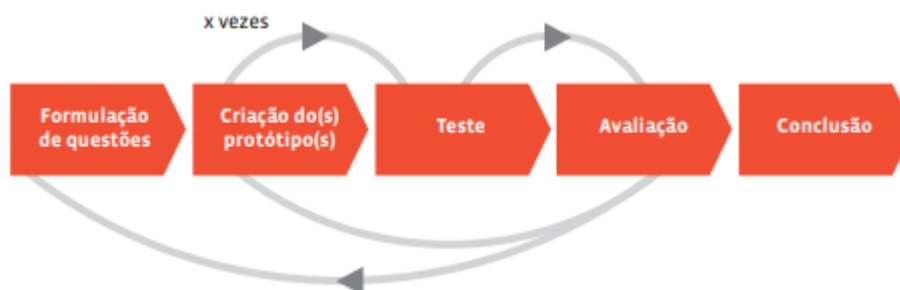 x vezes
Formulação
de questões
Criação do(s)
protótipo(s)
Teste
Avaliação
Conclusão